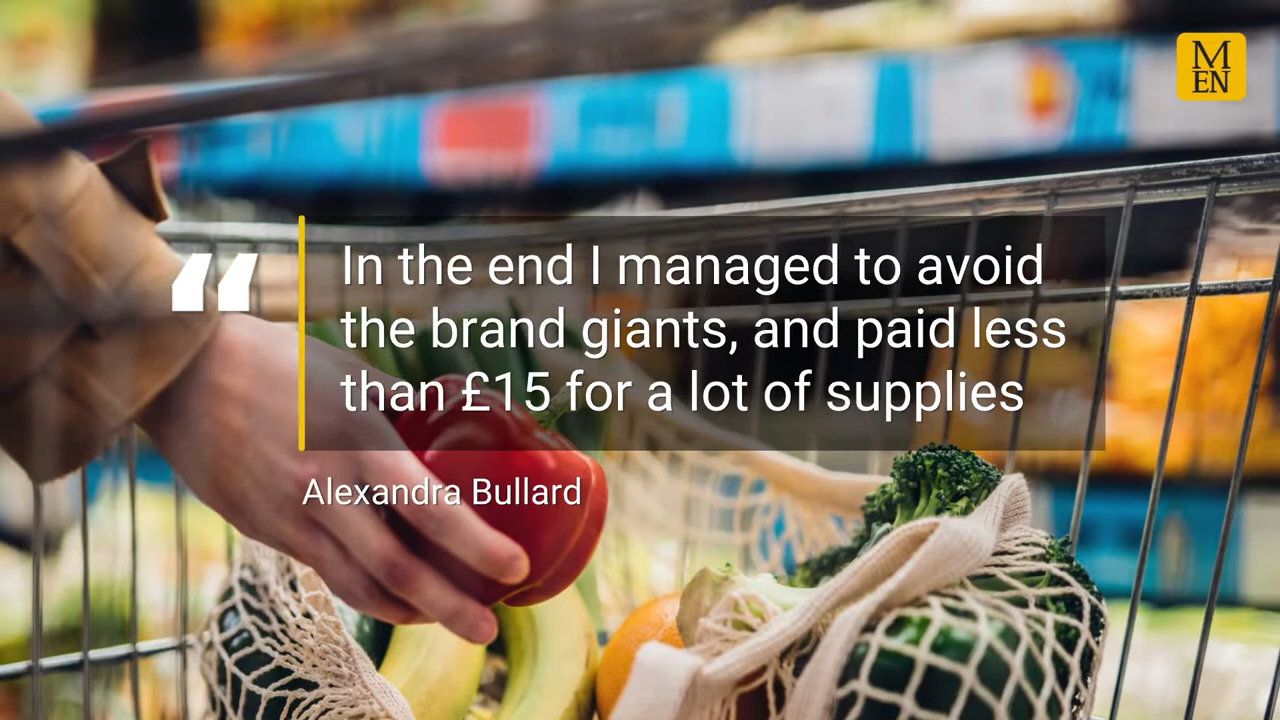 M
EN
“
In the end I managed to avoid
the brand giants, and paid less
than £15 for a lot of supplies
Alexandra Bullard